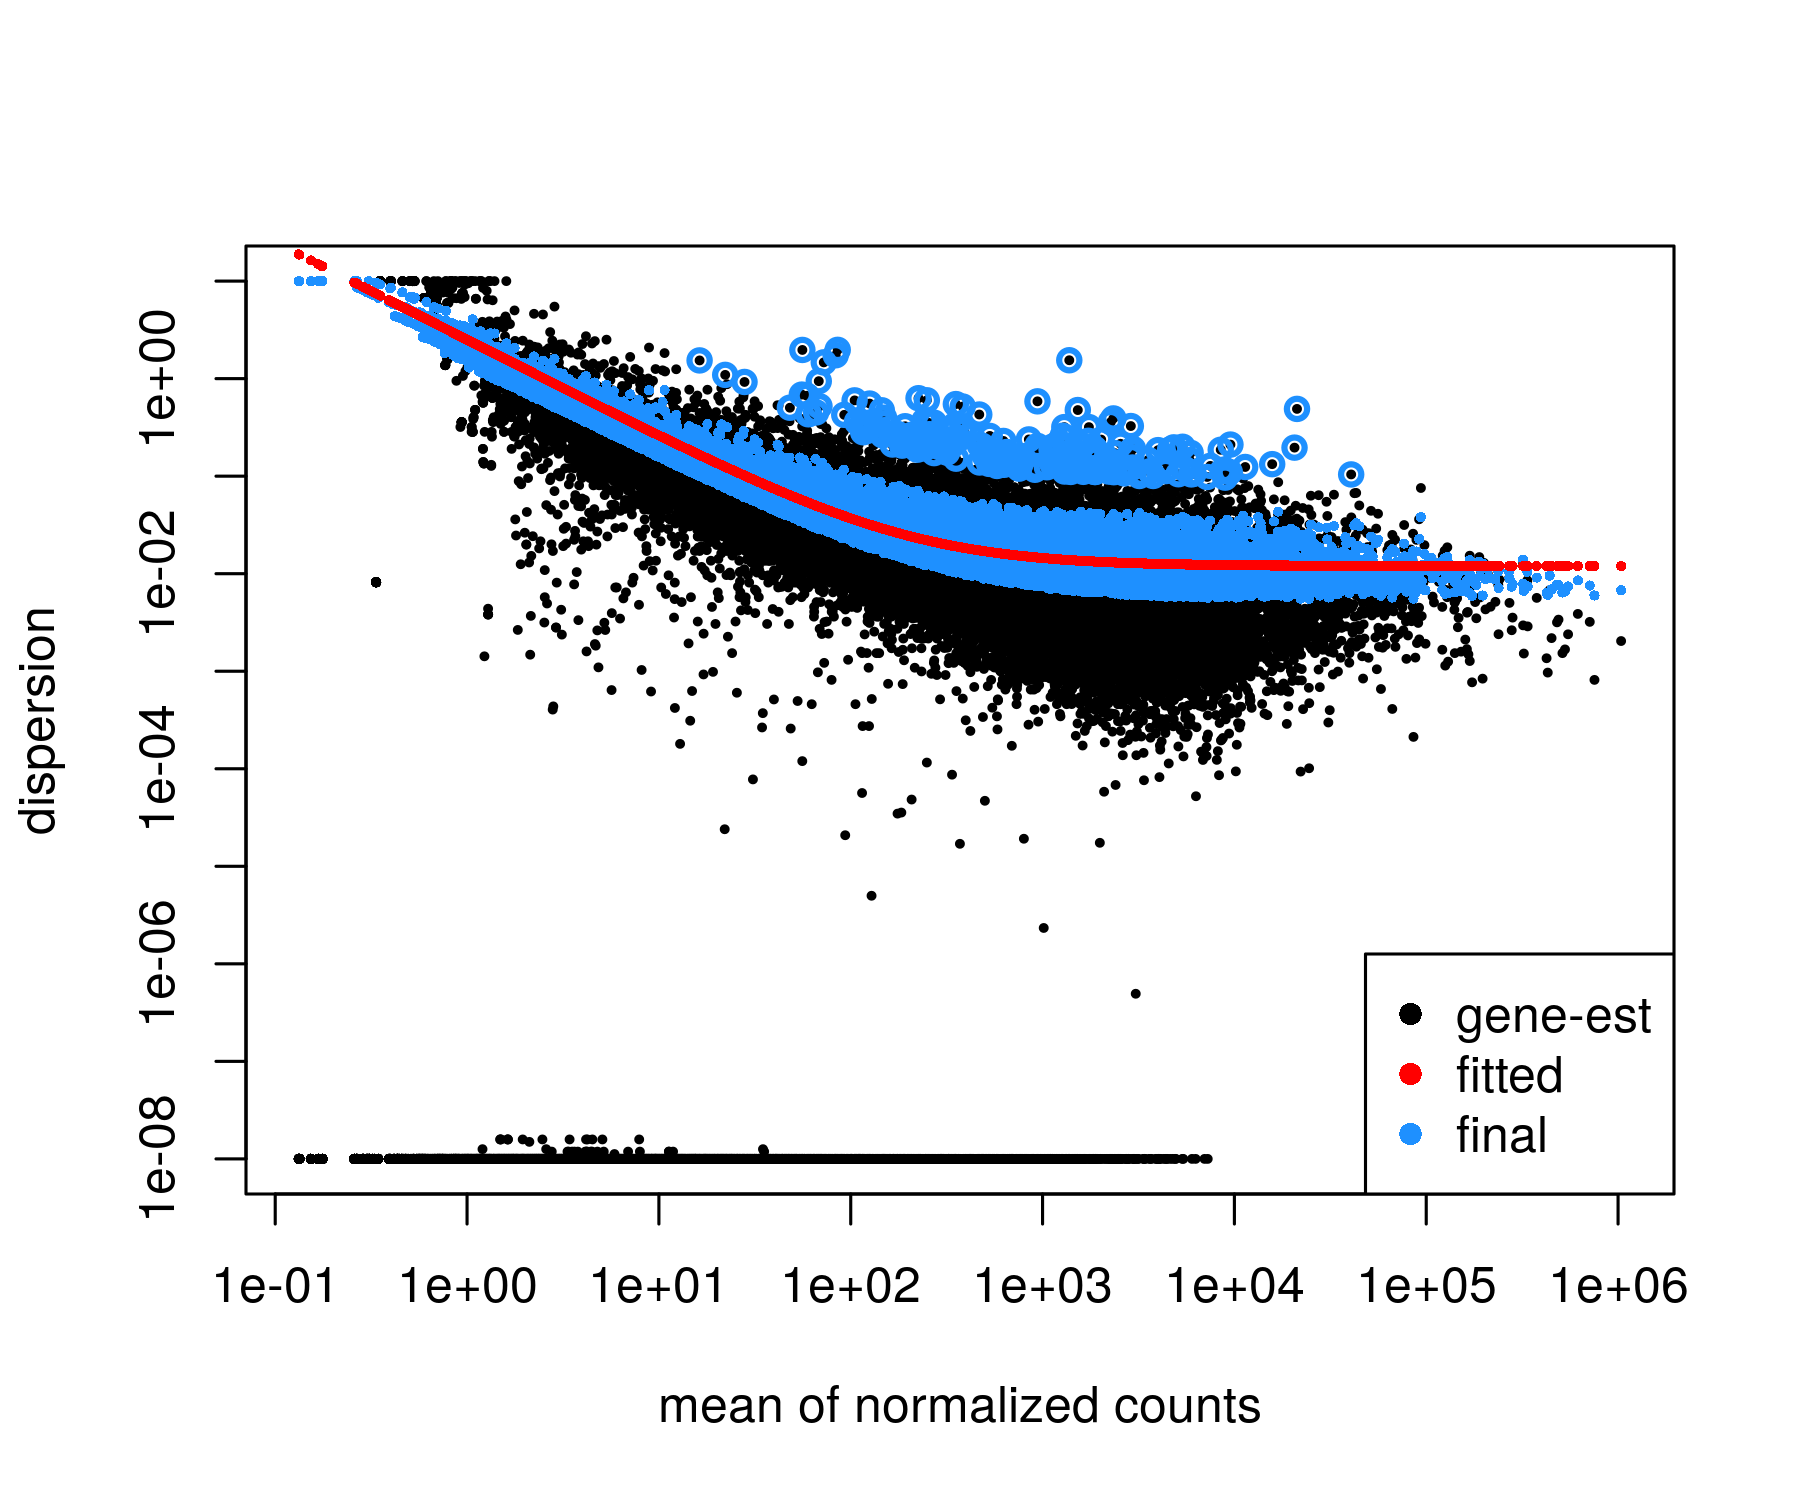 dispersion
1e+00
1e-02
1e-04
1e-06
1e-08
gene-est
fitted
final
1e-01 1e+00 1e+01 1e+02 1e+03 1e+04 1e+05 1e+06
mean of normalized counts